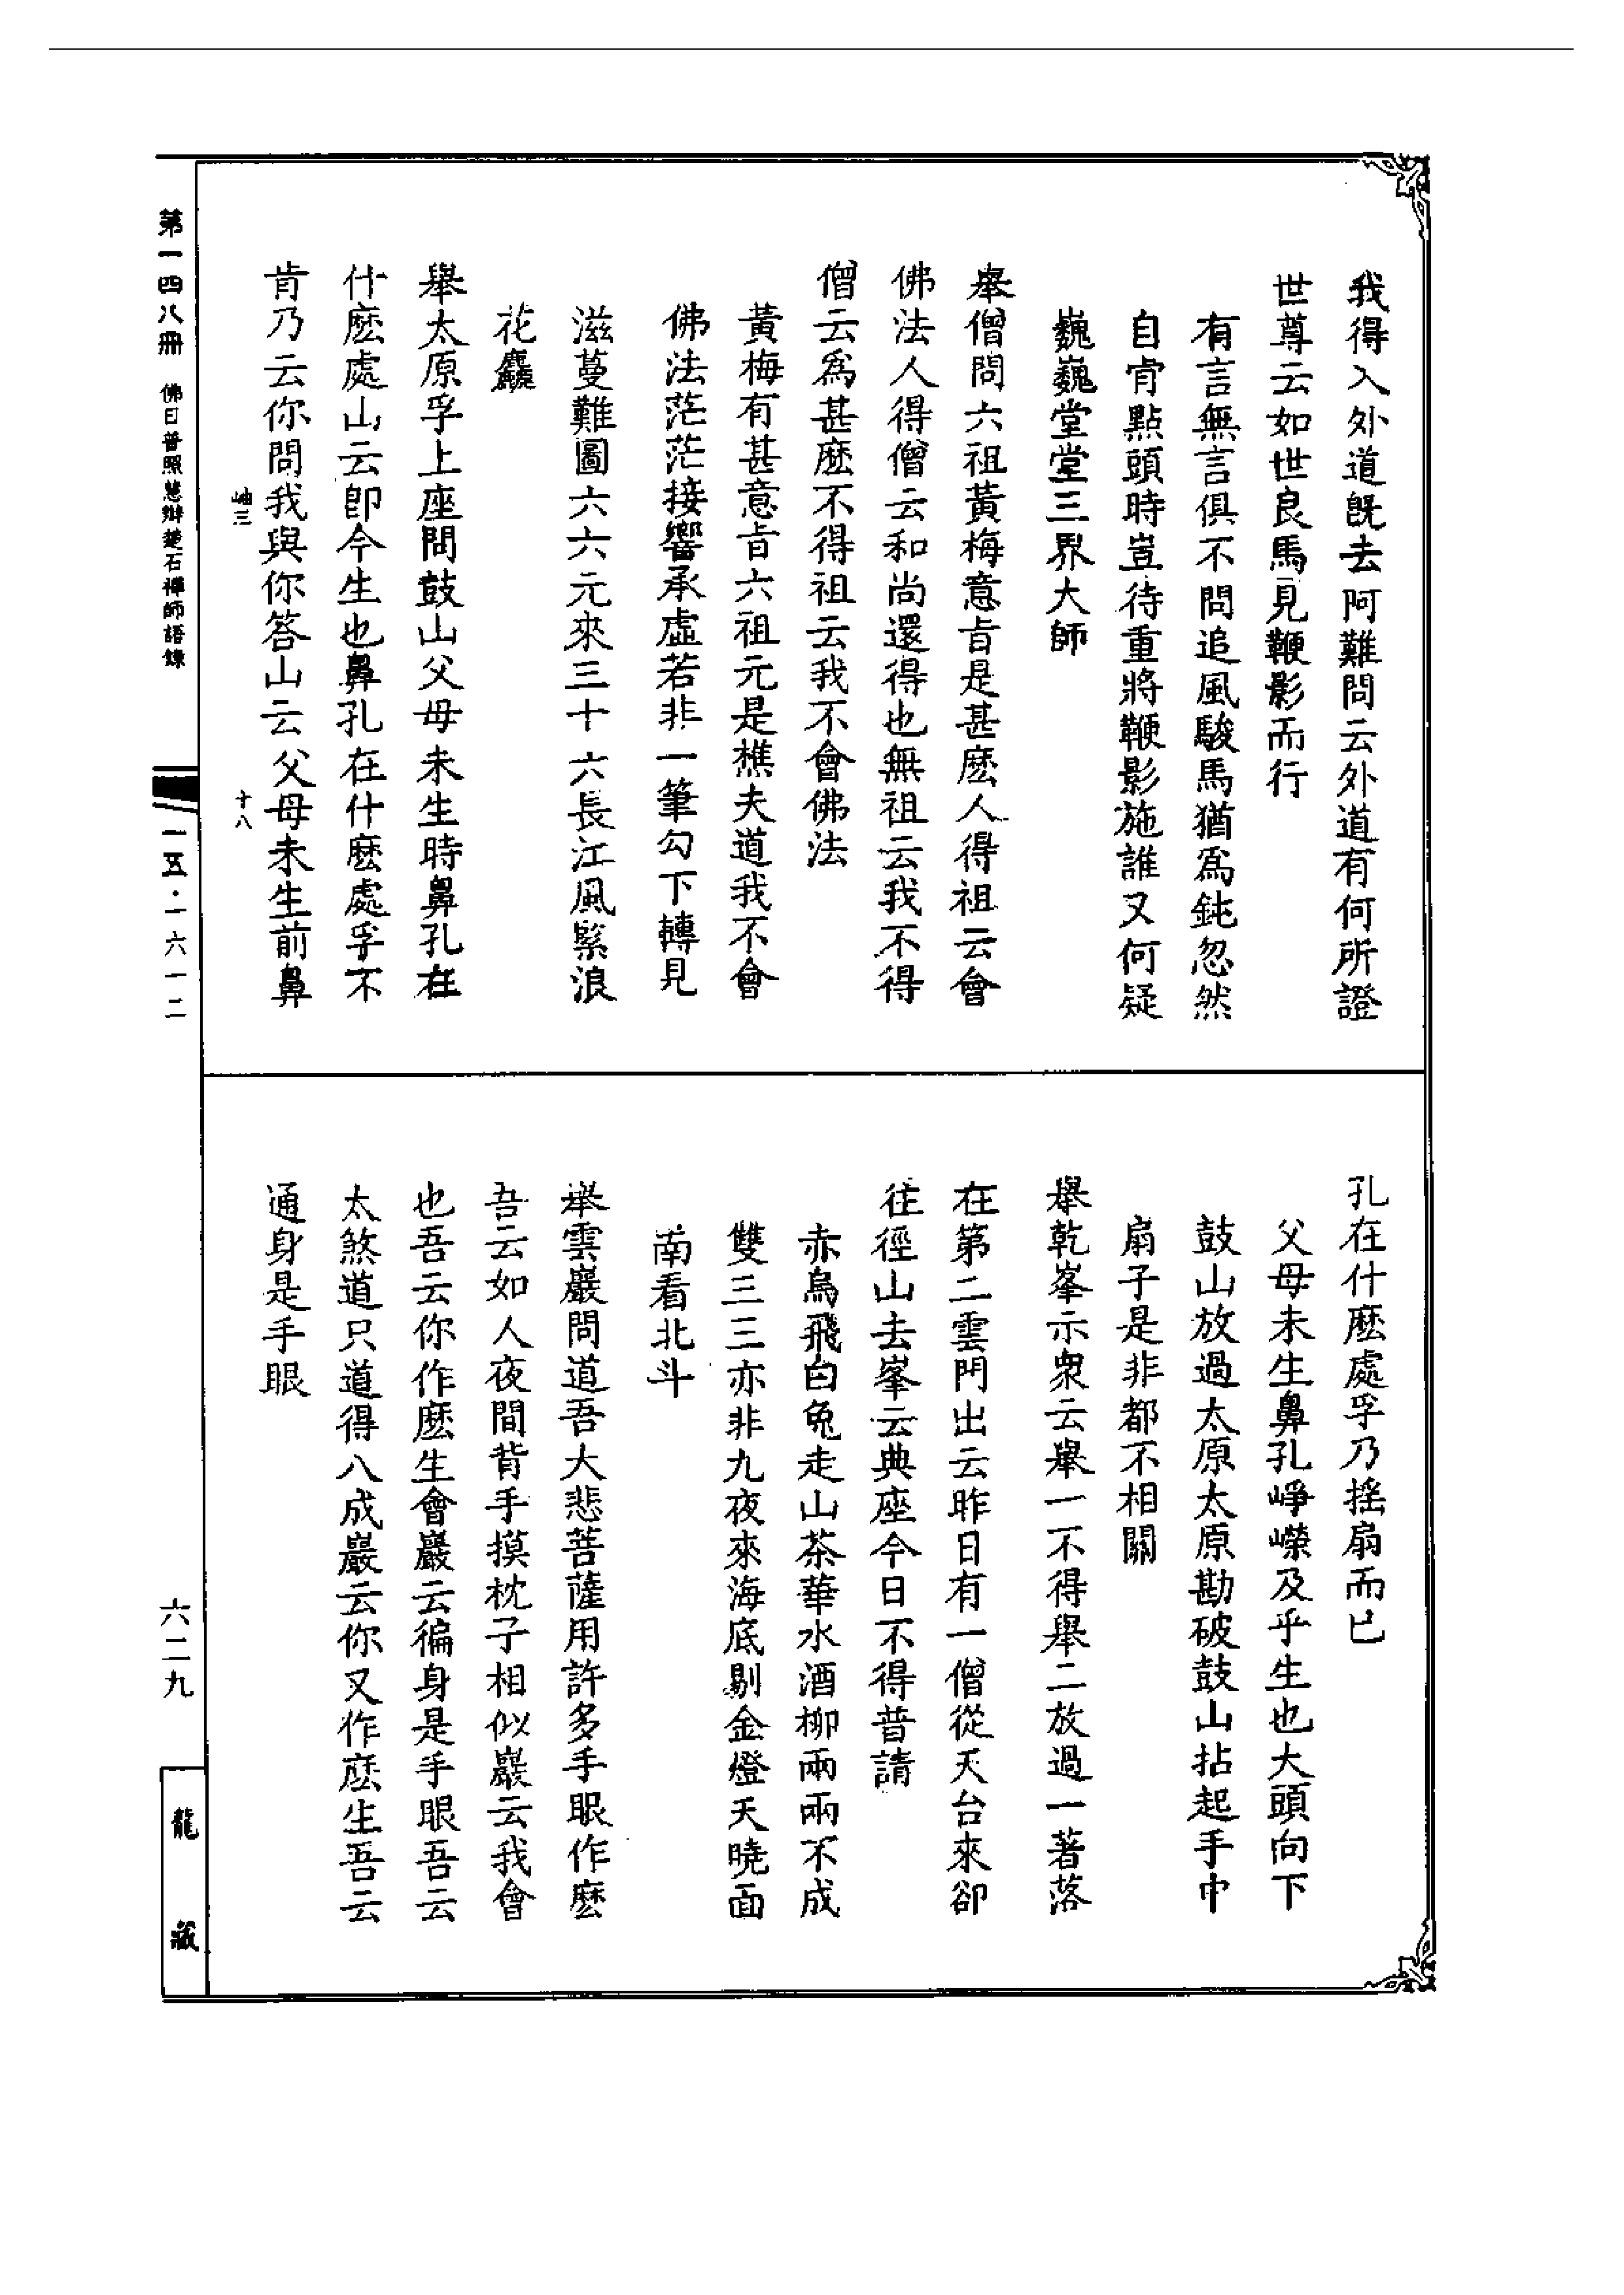 我得入外道旣去阿難問云外道有何所證
世尊云如世良馬見鞭影而行
有言無言俱不問追風駿馬猶爲鈍忽然
自肯點頭時豈待重將鞭影施誰又何疑
巍巍堂堂三界大師
舉僧問六祖黃梅意旨是甚麽人得祖云會
佛法人得僧云和尚還得也無祖云我不得
僧云爲甚麽不得祖云我不會佛法
黃梅有甚意旨六祖元是樵夫道我不會
佛法茫茫接響承虛若非一筆勾下轉見
滋蔓難圖六六元來三十六長江風緊浪
花麤
舉太原孚上座問鼓山父母未生時鼻孔在
什麽處山云卽今生也鼻孔在什麽處孚不
肯乃云你問我與你答山云父母未生前鼻
岫三
十八
孔在什麽處孚乃搖扇而已
父母未生鼻孔崢嶸及乎生也大頭向下
鼓山放過太原太原勘破鼓山拈起手中
扇子是非都不相關
舉乾峯示衆云舉一不得舉二放過一著落
在第二雲門出云昨日有一僧從天台來卻
往徑山去峯云典座今日不得普請
赤烏飛白兔走山茶華水酒柳兩兩不成
雙三三亦非九夜來海底剔金燈天曉面
南看北斗
舉雲巖問道吾大悲菩薩用許多手眼作麽
吾云如人夜間背手摸枕子相似巖云我會
也吾云你作麽生會巖云徧身是手眼吾云
太煞道只道得八成巖云你又作麽生吾云
通身是手眼
第一四八冊 佛日普照慧辯楚石禪師語錄
一五·一六一二
六二九
龍藏